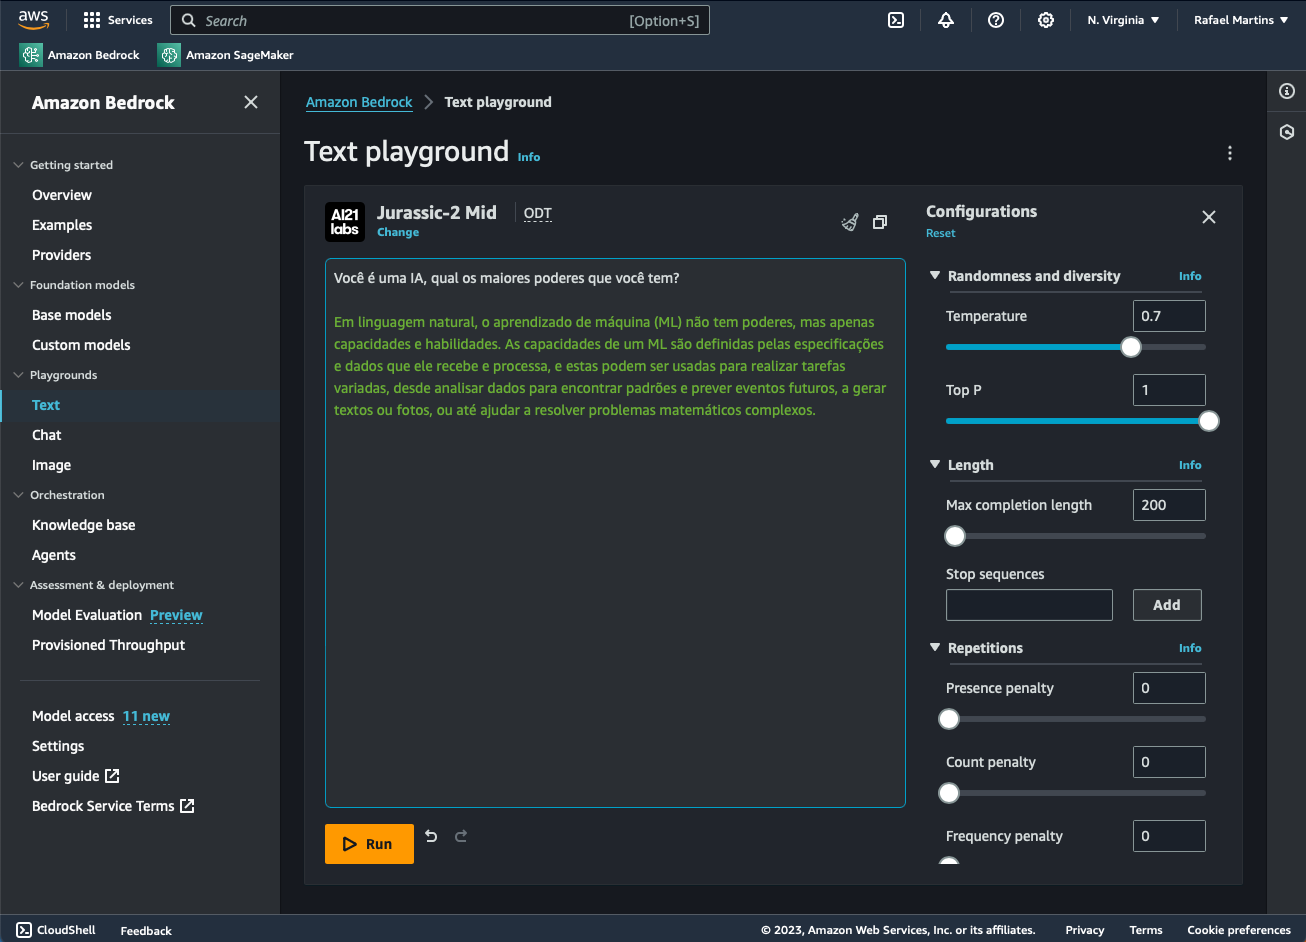 aws
Services
Search
[Option+S]
N. Virginia
Rafael Martins
Amazon Bedrock
Amazon SageMaker
Amazon Bedrock
Getting started
Overview
Examples
Providers
Foundation models
Base models
Custom models
Playgrounds
Text
Chat
Image
Orchestration
Knowledge base
Agents
Assessment & deployment
Model Evaluation Preview
Provisioned Throughput
Model access 11 new
Settings
User guide
Bedrock Service Terms
Amazon Bedrock
Text playground
Text playground Info
AI21
labs
Jurassic-2 Mid
ODT
Change
Você é uma IA, qual os maiores poderes que você tem?
Em linguagem natural, o aprendizado de máquina (ML) não tem poderes, mas apenas
capacidades e habilidades. As capacidades de um ML são definidas pelas especificações
e dados que ele recebe e processa, e estas podem ser usadas para realizar tarefas
variadas, desde analisar dados para encontrar padrões e prever eventos futuros, a gerar
textos ou fotos, ou até ajudar a resolver problemas matemáticos complexos.
Run
Configurations
Reset
Randomness and diversity Info
Temperature 0.7
Top P 1
Length Info
Max completion length 200
Stop sequences
Add
Repetitions Info
Presence penalty 0
Count penalty 0
Frequency penalty 0
CloudShell
Feedback
© 2023, Amazon Web Services, Inc. or its affiliates.
Privacy
Terms
Cookie preferences